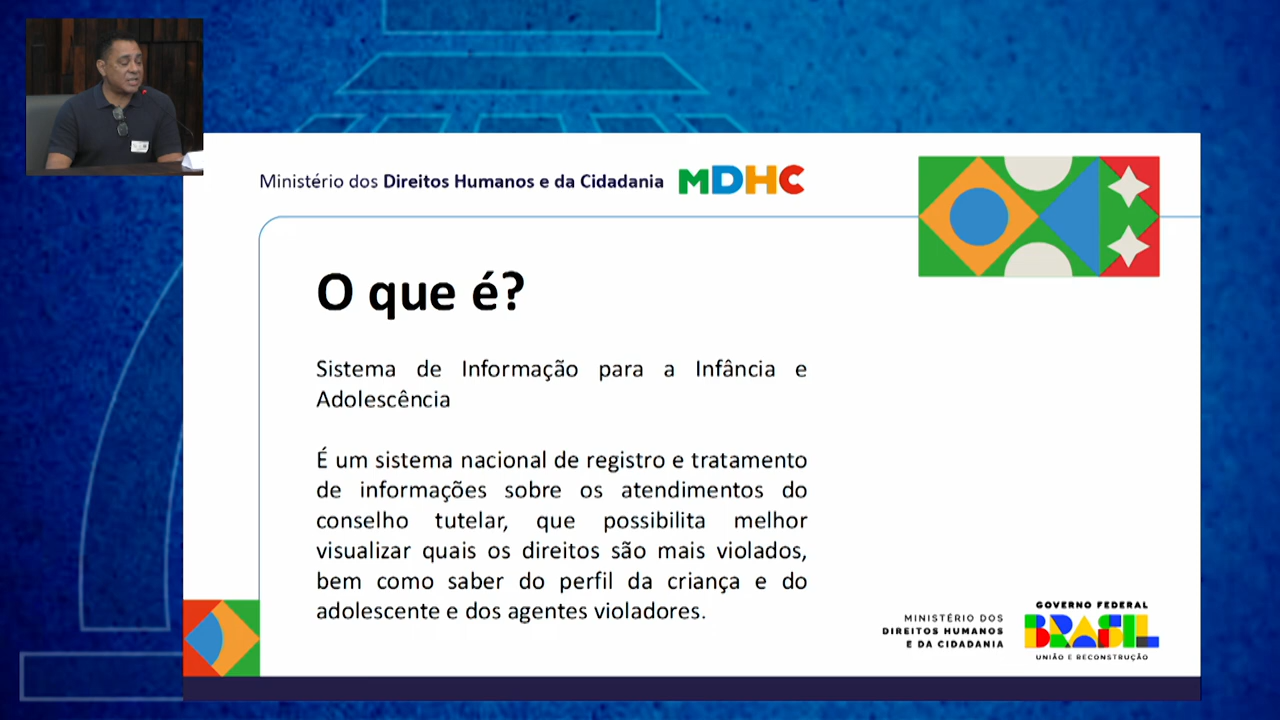 Ministério dos Direitos Humanos e da Cidadania MDHC
O que é?
Sistema de Informação para a Infância e
Adolescência
É um sistema nacional de registro e tratamento
de informações sobre os atendimentos do
conselho tutelar, que possibilita melhor
visualizar quais os direitos são mais violados,
bem como saber do perfil da criança e do
adolescente e dos agentes violadores.
MINISTÉRIO DOS
DIREITOS HUMANOS
E DA CIDADANIA
GOVERNO FEDERAL
BRASIL
UNIÃO E RECONSTRUÇÃO